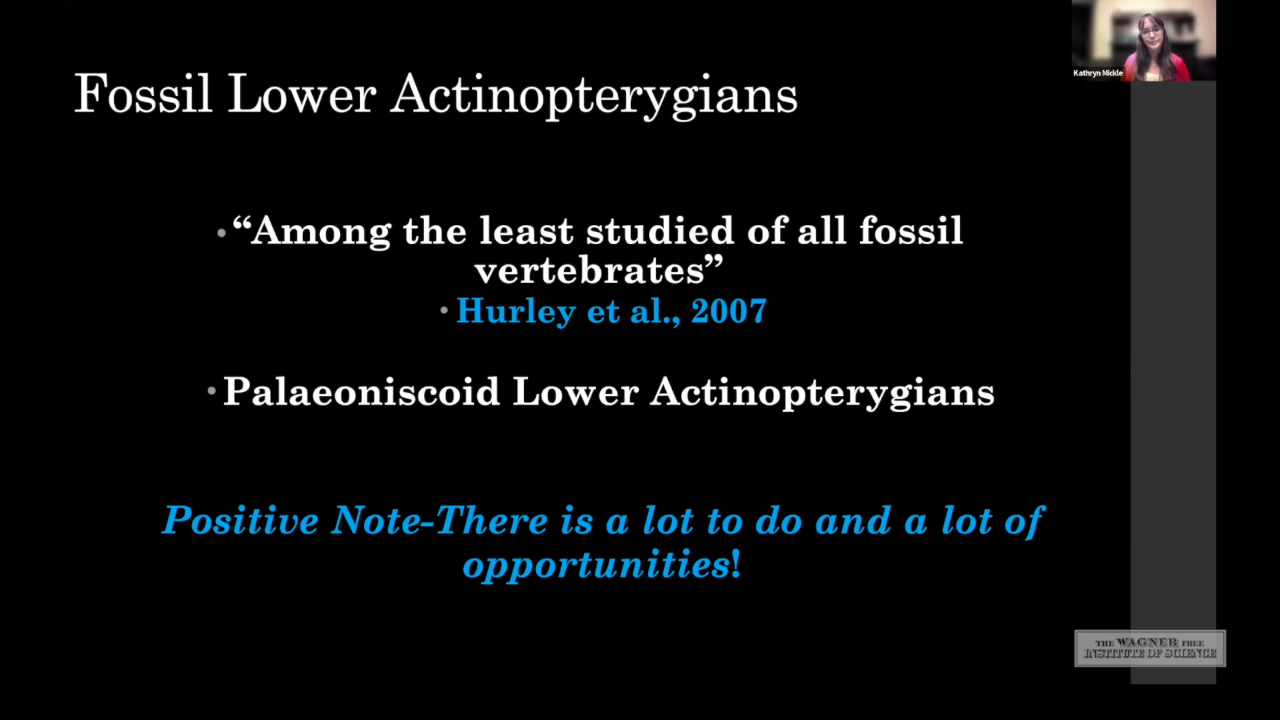 Kathryn Mickle
Fossil Lower Actinopterygians
• “Among the least studied of all fossil
vertebrates”
• Hurley et al., 2007
• Palaeoniscoid Lower Actinopterygians
Positive Note-There is a lot to do and a lot of
opportunities!
THE WAGNER FREE
INSTITUTE OF SCIENCE